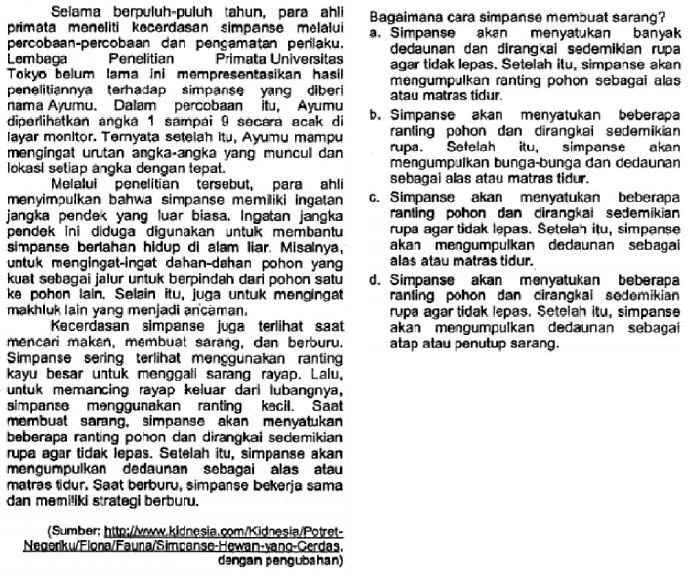 Selama berpuluh-puluh tahun, para ahli
primata meneliti kecerdasan simpanse melalui
percobaan-percobaan dan pengamatan perilaku.
Lembaga Penelitian Primata Universitas
Tokyo belum lama ini mempresentasikan hasil
penelitiannya terhadap simpanse yang diberi
nama Ayumu. Dalam percobaan itu, Ayumu
diperlihatkan angka 1 sampai 9 secara acak di
layar monitor. Ternyata setelah itu, Ayumu mampu
mengingat urutan angka-angka yang muncul dan
lokasi setiap angka dengan tepat.
Melalui penelitian tersebut, para ahli
menyimpulkan bahwa simpanse memiliki ingatan
jangka pendek yang luar biasa. Ingatan jangka
pendek ini diduga digunakan untuk membantu
simpanse bertahan hidup di alam liar. Misalnya,
untuk mengingat-ingat dahan-dahan pohon yang
kuat sebagai jalur untuk berpindah dari pohon satu
ke pohon lain. Selain itu, juga untuk mengingat
makhluk lain yang menjadi ancaman.
Kecerdasan simpanse juga terlihat saat
mencari makan, membuat sarang, dan berburu.
Simpanse sering terlihat menggunakan ranting
kayu besar untuk menggali sarang rayap. Lalu,
untuk memancing rayap keluar dari lubangnya,
simpanse menggunakan ranting kecil. Saat
membuat sarang, simpanse akan menyatukan
beberapa ranting pohon dan dirangkai sedemikian
rupa agar tidak lepas. Setelah itu, simpanse akan
mengumpulkan dedaunan sebagai alas atau
matras tidur. Saat berburu, simpanse bekerja sama
dan memiliki strategi berburu.
(Sumber: http://www.kidnesia.com/Kidnesia/Potret-
Negeriku/Flona/Fauna/Simpanse-Hewan-yang-Cerdas,
dengan pengubahan)
Bagaimana cara simpanse membuat sarang?
a. Simpanse akan menyatukan banyak
dedaunan dan dirangkai sedemikian rupa
agar tidak lepas. Setelah itu, simpanse akan
mengumpulkan ranting pohon sebagai alas
atau matras tidur.
b. Simpanse akan menyatukan beberapa
ranting pohon dan dirangkai sedemikian
rupa. Setelah itu, simpanse akan
mengumpulkan bunga-bunga dan dedaunan
sebagai alas atau matras tidur.
c. Simpanse akan menyatukan beberapa
ranting pohon dan dirangkai sedemikian
rupa agar tidak lepas. Setelah itu, simpanse
akan mengumpulkan dedaunan sebagai
alas atau matras tidur.
d. Simpanse akan menyatukan beberapa
ranting pohon dan dirangkai sedemikian
rupa agar tidak lepas. Setelah itu, simpanse
akan mengumpulkan dedaunan sebagai
atap atau penutup sarang.